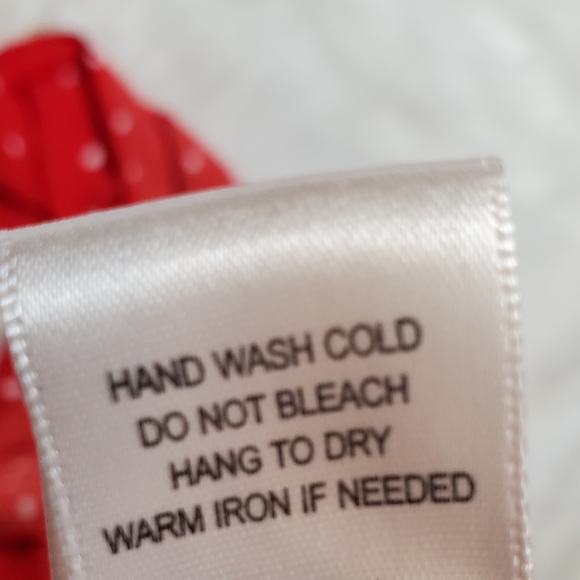 HAND WASH COLD
DO NOT BLEACH
HANG TO DRY
WARM IRON IF NEEDED